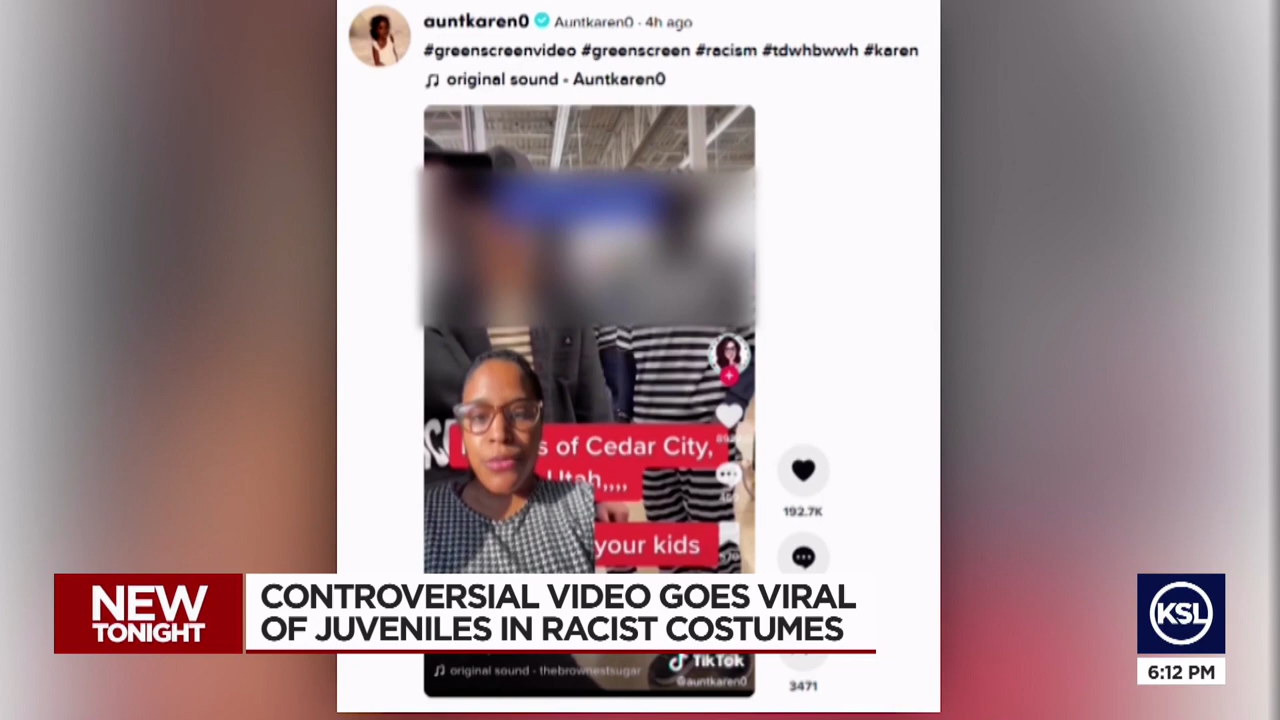 auntkaren0 Auntkaren0 · 4h ago
#greenscreenvideo #greenscreen #racism #tdwhbwwh #karen
original sound - Auntkaren0
s of Cedar City,
Utah,,,,
your kids
192.7K
NEW
TONIGHT
CONTROVERSIAL VIDEO GOES VIRAL
OF JUVENILES IN RACIST COSTUMES
KSL
6:12 PM
original sound - thebrownestsugar
TikTok
@auntkaren0
3471